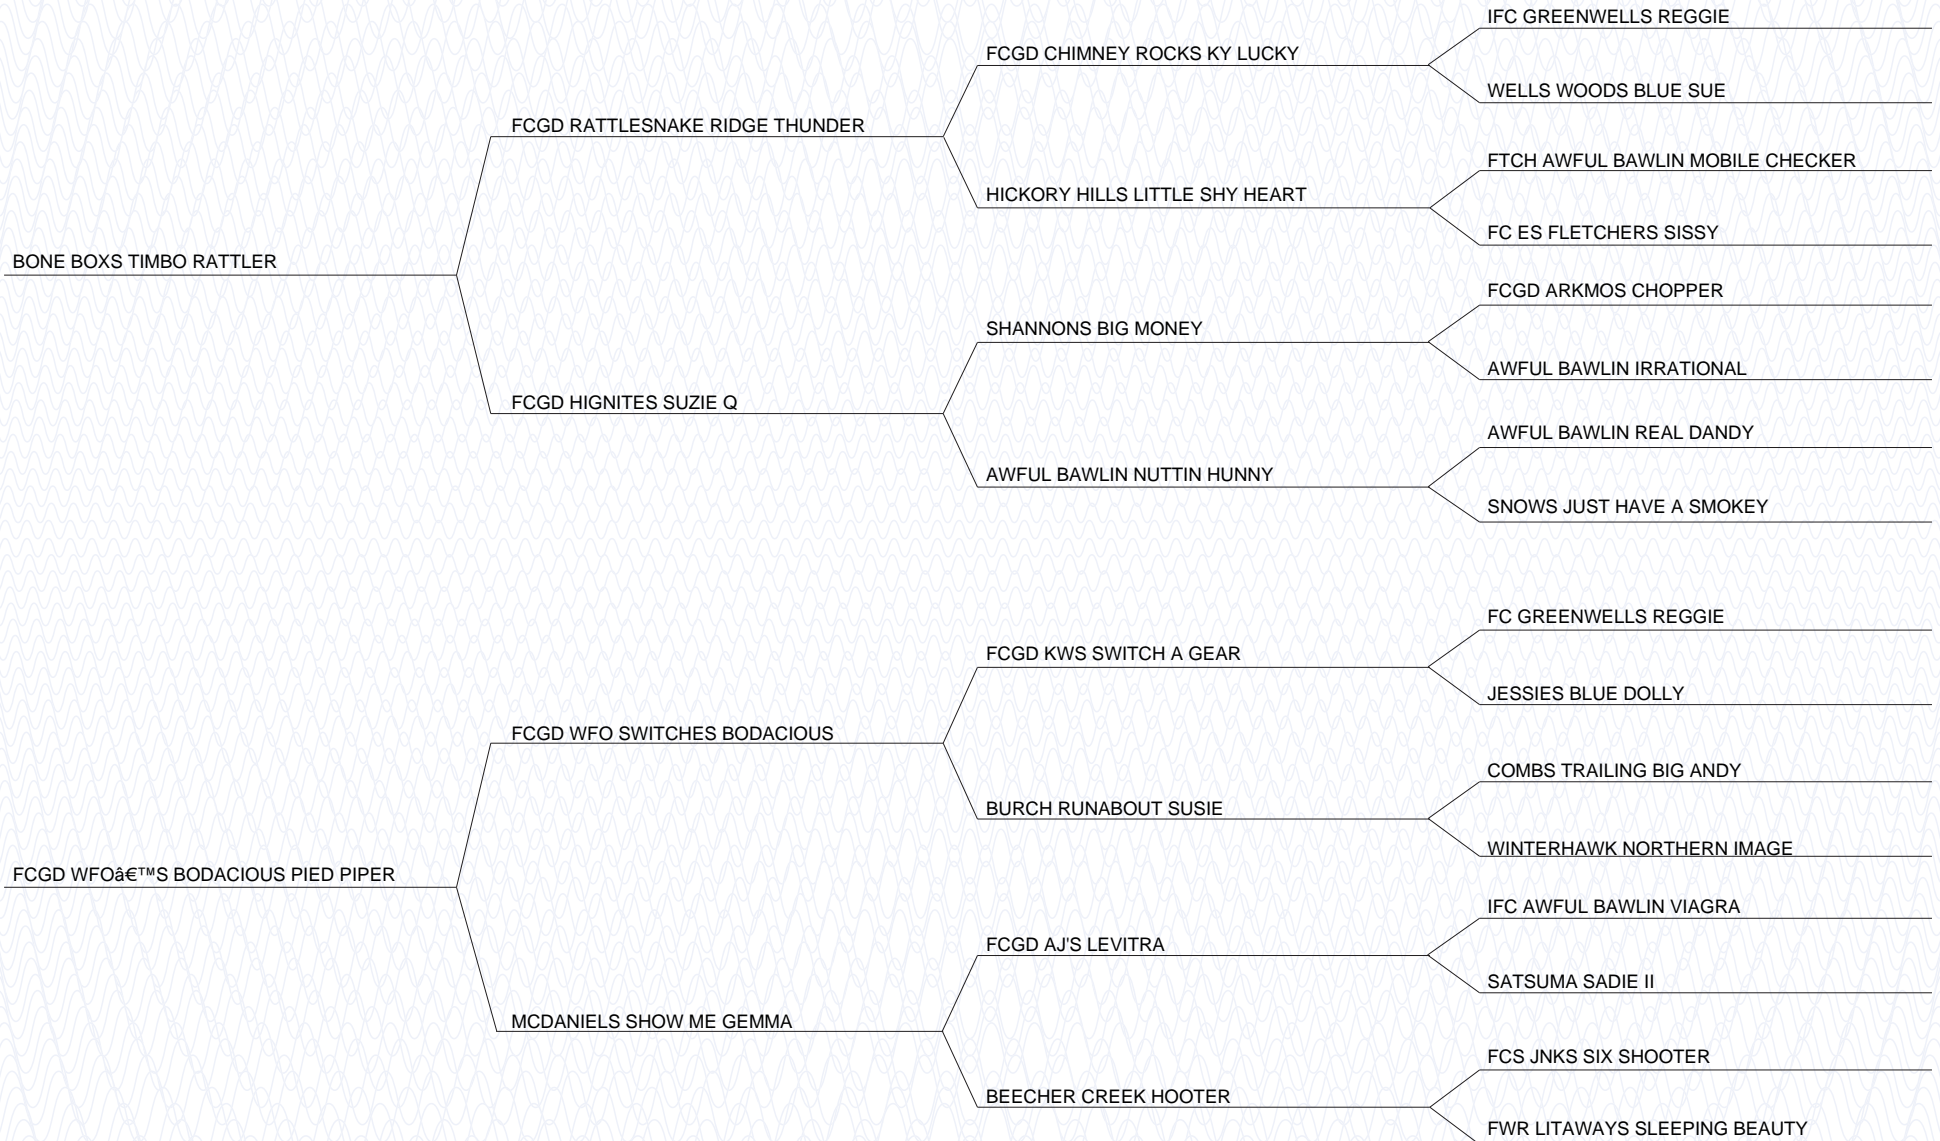 IFC GREENWELLS REGGIE
FCGD CHIMNEY ROCKS KY LUCKY
WELLS WOODS BLUE SUE
FCGD RATTLESNAKE RIDGE THUNDER
FTCH AWFUL BAWLIN MOBILE CHECKER
HICKORY HILLS LITTLE SHY HEART
FC ES FLETCHERS SISSY
BONE BOXS TIMBO RATTLER
FCGD ARKMOS CHOPPER
SHANNONS BIG MONEY
AWFUL BAWLIN IRRATIONAL
FCGD HIGNITES SUZIE Q
AWFUL BAWLIN REAL DANDY
AWFUL BAWLIN NUTTIN HUNNY
SNOWS JUST HAVE A SMOKEY
FC GREENWELLS REGGIE
FCGD KWS SWITCH A GEAR
JESSIES BLUE DOLLY
FCGD WFO SWITCHES BODACIOUS
COMBS TRAILING BIG ANDY
BURCH RUNABOUT SUSIE
WINTERHAWK NORTHERN IMAGE
FCGD WFOâ€™S BODACIOUS PIED PIPER
IFC AWFUL BAWLIN VIAGRA
FCGD AJ'S LEVITRA
SATSUMA SADIE II
MCDANIELS SHOW ME GEMMA
FCS JNKS SIX SHOOTER
BEECHER CREEK HOOTER
FWR LITAWAYS SLEEPING BEAUTY